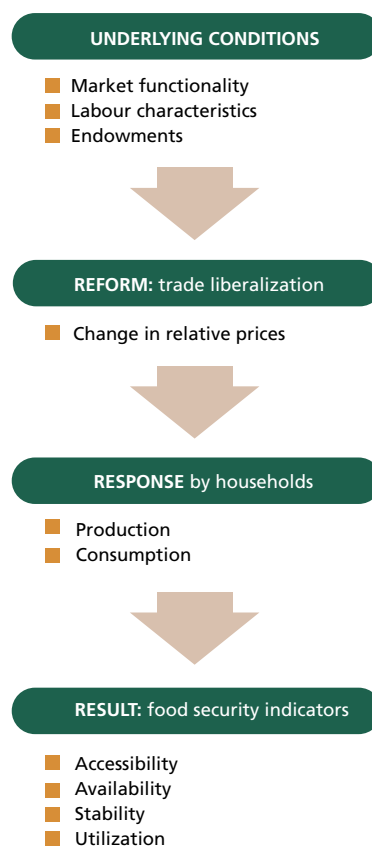 UNDERLYING CONDITIONS
Market functionality
Labour characteristics
Endowments
REFORM: trade liberalization
Change in relative prices
RESPONSE by households
Production
Consumption
RESULT: food security indicators
Accessibility
Availability
Stability
Utilization